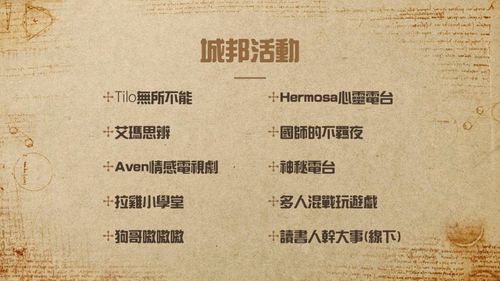 城邦活動
Tilo無所不能
Hermosa心靈電台
艾瑪思辨
國師的不羈夜
Aven情感電視劇
神秘電台
拉雞小學堂
多人混戰玩遊戲
狗哥嗷嗷嗷
讀書人幹大事(線下)